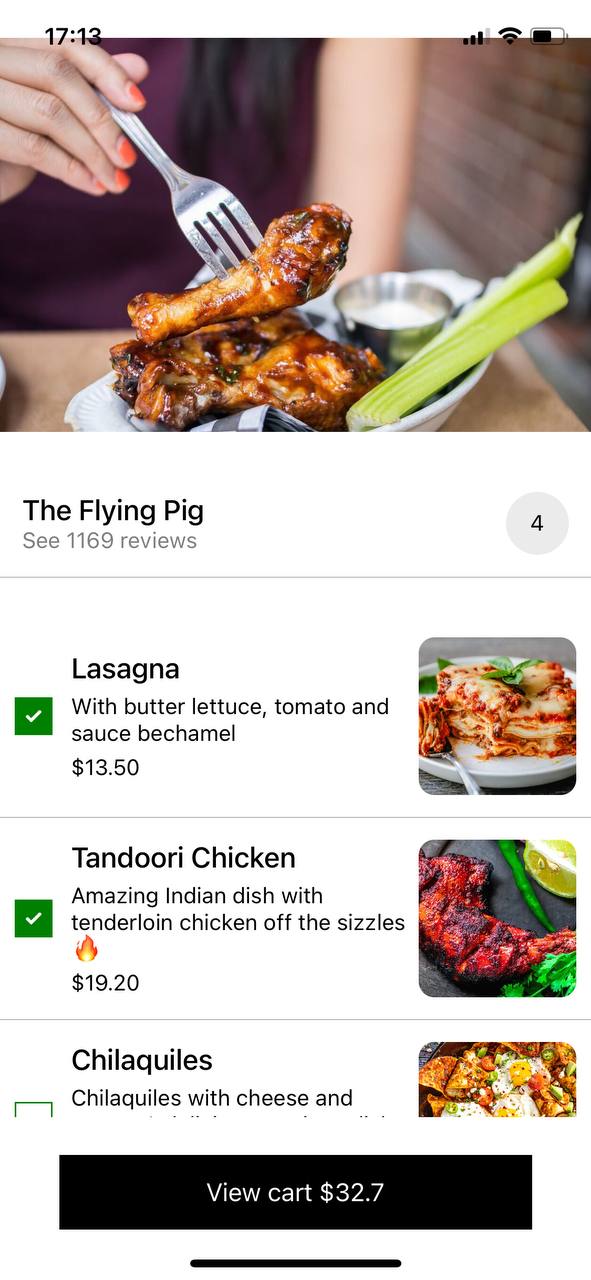 17:13
The Flying Pig
See 1169 reviews
4
Lasagna
With butter lettuce, tomato and
sauce bechamel
$13.50
Tandoori Chicken
Amazing Indian dish with
tenderloin chicken off the sizzles
🔥
$19.20
Chilaquiles
Chilaquiles with cheese and
View cart $32.7